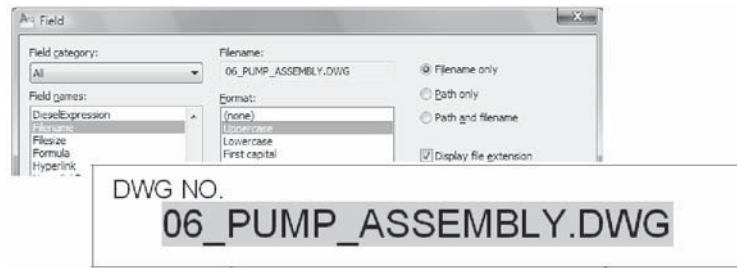 Field
Field category:
All
Field names:
DieselExpression
Filename
Filesize
Formula
Hyperlink
Filename:
06_PUMP_ASSEMBLY.DWG
Format:
(none)
Uppercase
Lowercase
First capital
Filename only
Path only
Path and filename
Display file extension
DWG NO.
06_PUMP_ASSEMBLY.DWG